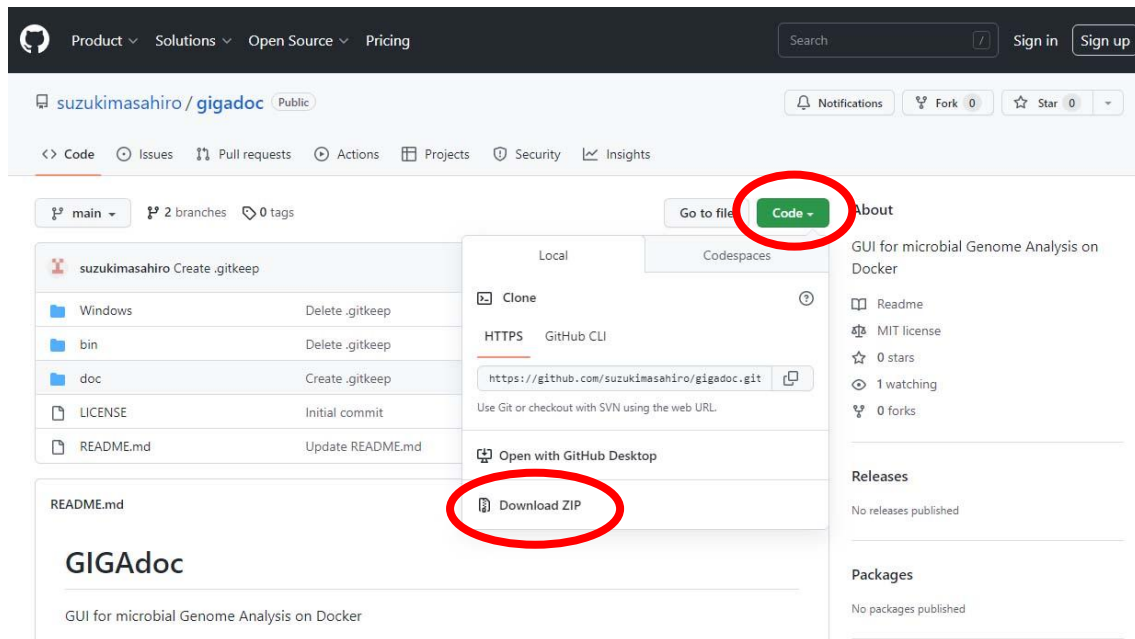 Product Solutions Open Source Pricing Search / Sign in Sign up
suzukimasahiro / gigadoc Public Notifications Fork 0 Star 0
Code Issues Pull requests Actions Projects Security Insights
main 2 branches 0 tags Go to file Code
suzukimasahiro Create .gitkeep
Windows Delete .gitkeep
bin Delete .gitkeep
doc Create .gitkeep
LICENSE Initial commit
README.md Update README.md
Local Codespaces
Clone
HTTPS GitHub CLI
https://github.com/suzukimasahiro/gigadoc.git
Use Git or checkout with SVN using the web URL.
Open with GitHub Desktop
Download ZIP
README.md
GIGAdoc
GUI for microbial Genome Analysis on Docker
About
GUI for microbial Genome Analysis on
Docker
Readme
MIT license
0 stars
1 watching
0 forks
Releases
No releases published
Packages
No packages published